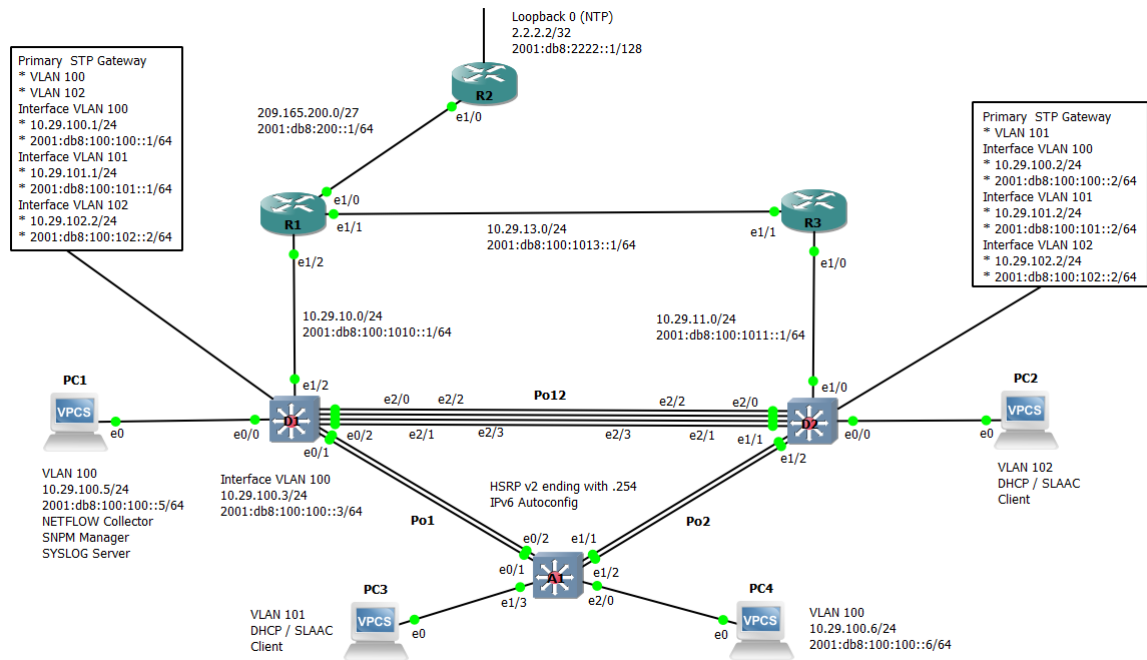 Loopback 0 (NTP)
2.2.2.2/32
2001:db8:2222::1/128
R2
e1/0
209.165.200.0/27
2001:db8:200::1/64
Primary STP Gateway
* VLAN 100
* VLAN 102
Interface VLAN 100
* 10.29.100.1/24
* 2001:db8:100:100::1/64
Interface VLAN 101
* 10.29.101.1/24
* 2001:db8:100:101::1/64
Interface VLAN 102
* 10.29.102.2/24
* 2001:db8:100:102::2/64
Primary STP Gateway
* VLAN 101
Interface VLAN 100
* 10.29.100.2/24
* 2001:db8:100:100::2/64
Interface VLAN 101
* 10.29.101.2/24
* 2001:db8:100:101::2/64
Interface VLAN 102
* 10.29.102.2/24
* 2001:db8:100:102::2/64
R1
e1/0
e1/1
e1/2
10.29.13.0/24
2001:db8:100:1013::1/64
R3
e1/1
e1/0
10.29.10.0/24
2001:db8:100:1010::1/64
10.29.11.0/24
2001:db8:100:1011::1/64
PC1
VPCS
e0
e0/0
e1/2
D1
e0/2
e0/1
e2/0
e2/2
Po12
e2/2
e2/0
e2/1
e2/3
e2/3
e2/1
e1/0
D2
e1/1
e1/2
e0/0
PC2
VPCS
e0
VLAN 100
10.29.100.5/24
2001:db8:100:100::5/64
NETFLOW Collector
SNPM Manager
SYSLOG Server
Interface VLAN 100
10.29.100.3/24
2001:db8:100:100::3/64
HSRP v2 ending with .254
IPv6 Autoconfig
VLAN 102
DHCP / SLAAC
Client
Po1
Po2
e0/2
e1/1
e0/1
e1/2
A1
e1/3
e2/0
PC3
VPCS
e0
VLAN 101
DHCP / SLAAC
Client
PC4
VPCS
e0
VLAN 100
10.29.100.6/24
2001:db8:100:100::6/64